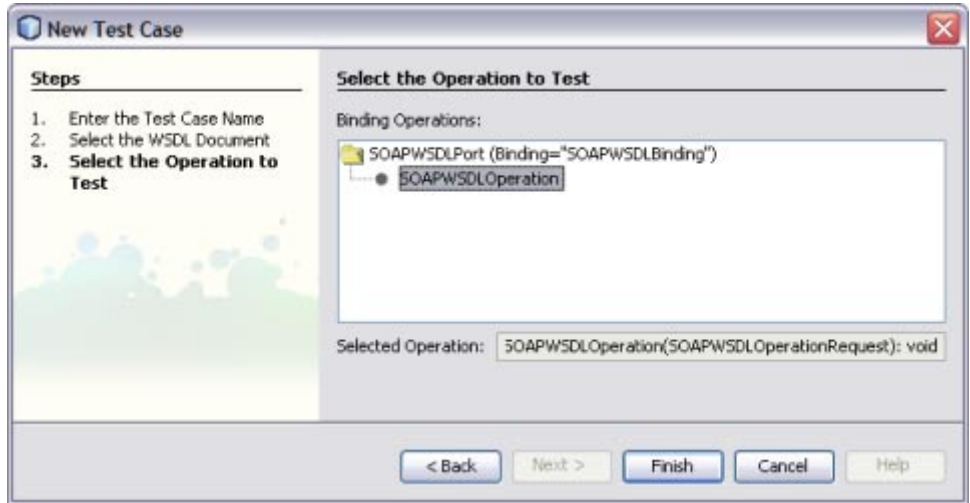 New Test Case
Steps
1. Enter the Test Case Name
2. Select the WSDL Document
3. Select the Operation to
Test
Select the Operation to Test
Binding Operations:
SOAPWSDLPort (Binding="SOAPWSDLBinding")
SOAPWSDLOperation
Selected Operation: SOAPWSDLOperation(SOAPWSDLOperationRequest): void
< Back Next > Finish Cancel Help